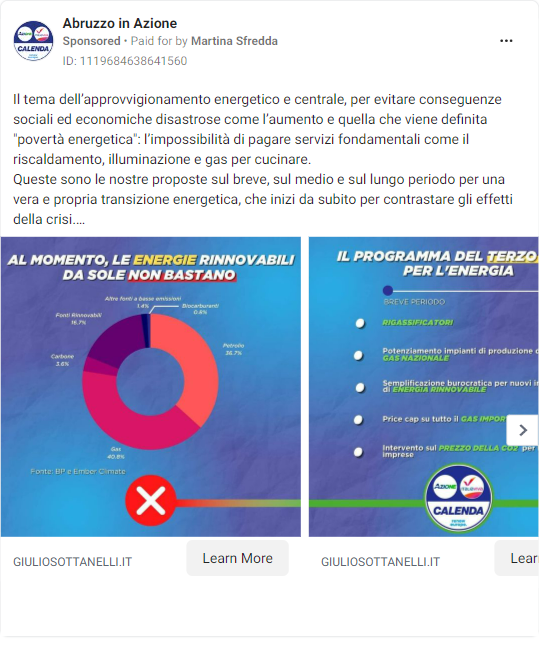 Abruzzo in Azione
Sponsored • Paid for by Martina Sfredda
ID: 1119684638641560
Il tema dell’approvvigionamento energetico e centrale, per evitare conseguenze
sociali ed economiche disastrose come l’aumento e quella che viene definita
"povertà energetica": l’impossibilità di pagare servizi fondamentali come il
riscaldamento, illuminazione e gas per cucinare.
Queste sono le nostre proposte sul breve, sul medio e sul lungo periodo per una
vera e propria transizione energetica, che inizi da subito per contrastare gli effetti
della crisi....
AL MOMENTO, LE ENERGIE RINNOVABILI
DA SOLE NON BASTANO
Altre fonti a basse emissioni
1.4%
Biocarburanti
0.6%
Fonti Rinnovabili
16.7%
Petrolio
36.7%
Carbone
3.6%
Gas
40.9%
Fonte: BP e Ember Climate
IL PROGRAMMA DEL TERZO
PER L'ENERGIA
BREVE PERIODO
RIGASSIFICATORI
Potenziamento impianti di produzione d
GAS NAZIONALE
Semplificazione burocratica per nuovi i
di ENERGIA RINNOVABILE
Price cap su tutto il GAS IMPOR
Intervento sul PREZZO DELLA CO2 per
imprese
AZIONE
ITALIA VIVA
CALENDA
GIULIOSOTTANELLI.IT
Learn More
GIULIOSOTTANELLI.IT
Lear